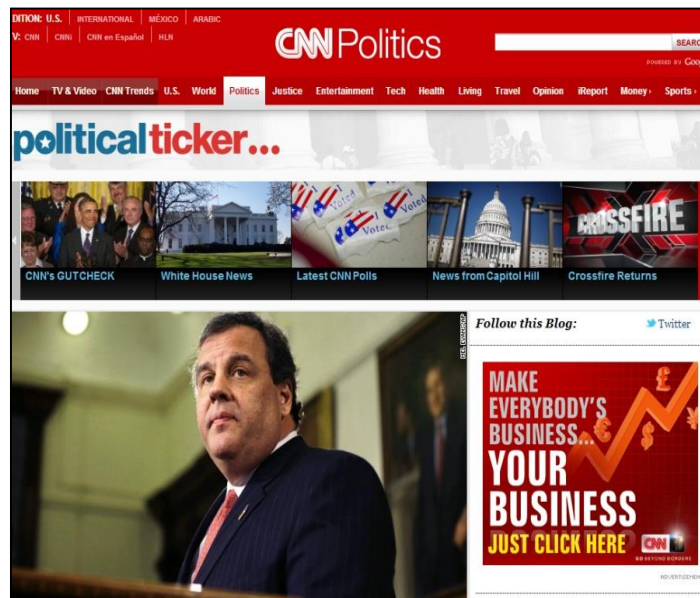 DITION: U.S. INTERNATIONAL MÉXICO ARABIC
V: CNN CNNi CNN en Español HLN
CNN Politics
SEARC
POWERED BY Goo
Home TV & Video CNN Trends U.S. World Politics Justice Entertainment Tech Health Living Travel Opinion iReport Money Sports
politicalticker...
Voted
Voted
Voted
CROSSFIRE
CNN's GUTCHECK White House News Latest CNN Polls News from Capitol Hill Crossfire Returns
Follow this Blog: Twitter
MAKE
EVERYBODY'S
BUSINESS...
YOUR
BUSINESS
JUST CLICK HERE CNN
GO BEYOND BORDERS
ADVERTISEMEN